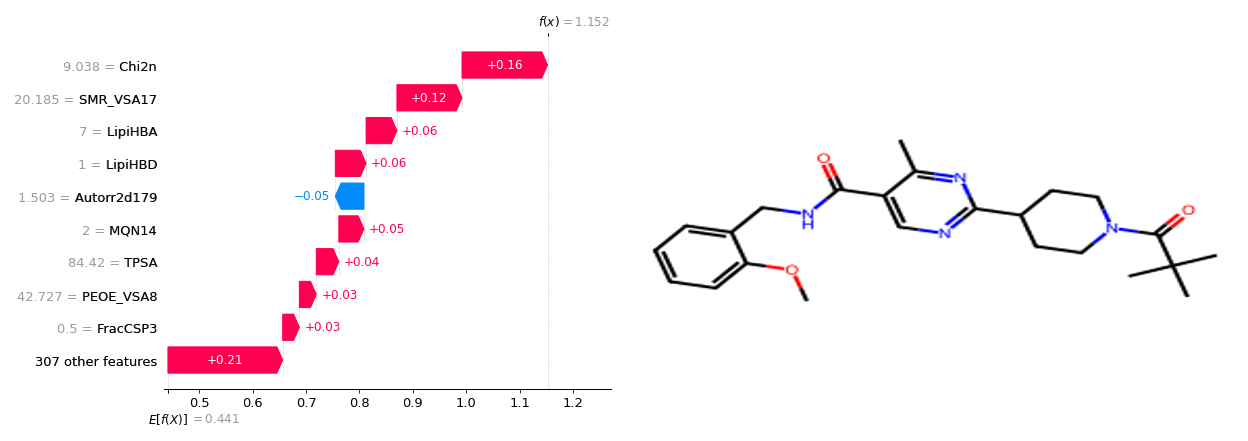 f(x) = 1.152
9.038 = Chi2n
+0.16
20.185 = SMR_VSA17
+0.12
7 = LipiHBA
+0.06
1 = LipiHBD
+0.06
1.503 = Autorr2d179
−0.05
2 = MQN14
+0.05
84.42 = TPSA
+0.04
42.727 = PEOE_VSA8
+0.03
0.5 = FracCSP3
+0.03
307 other features
+0.21
0.5 0.6 0.7 0.8 0.9 1.0 1.1 1.2
E[f(X)] = 0.441
O
N
O
N
H
N
N
O
O